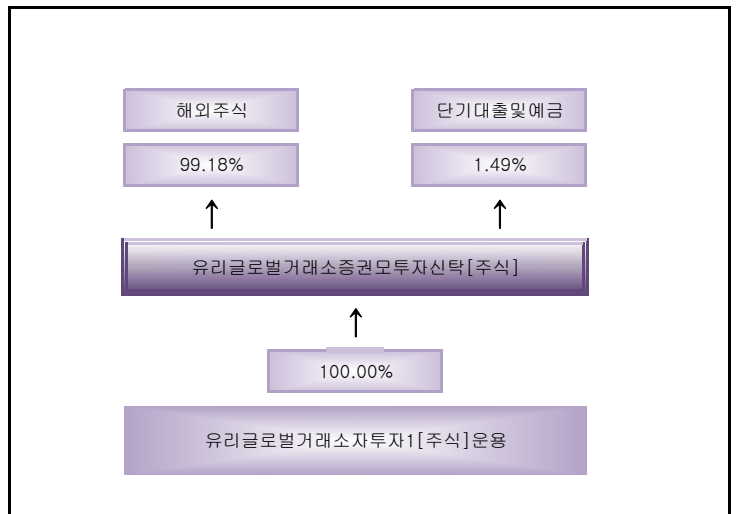 해외주식
단기대출및예금
99.18%
1.49%
유리글로벌거래소증권모투자신탁[주식]
100.00%
유리글로벌거래소자투자1[주식]운용